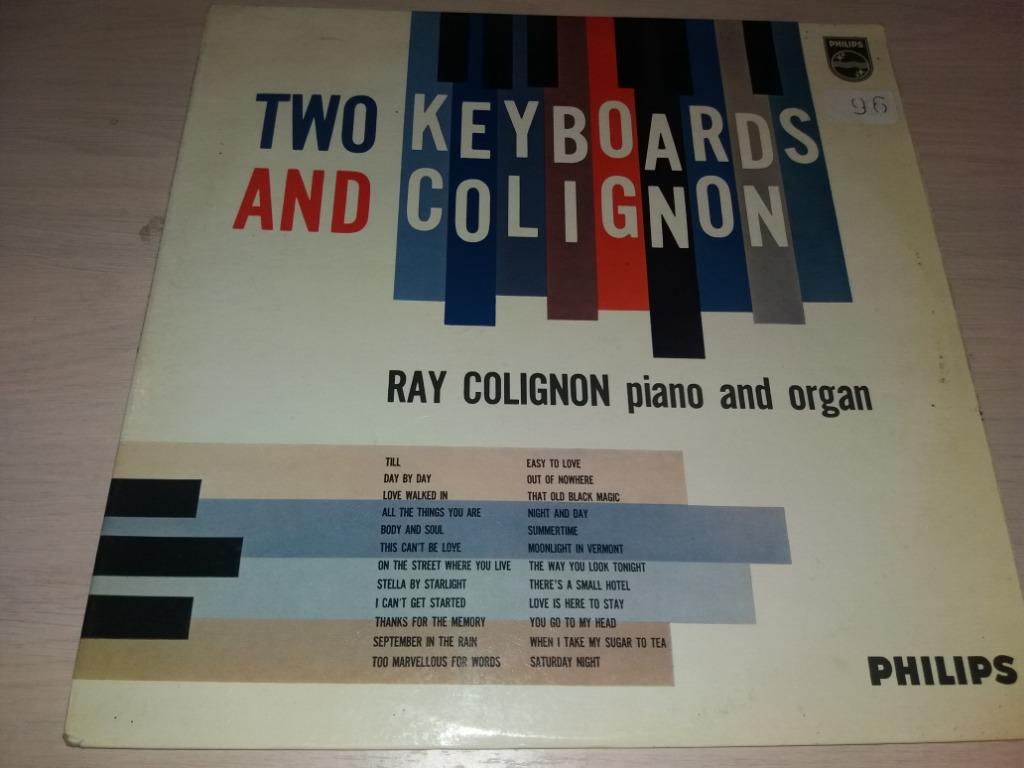 PHILIPS
96
TWO KEYBOARDS
AND COLIGNON
RAY COLIGNON piano and organ
TILL
DAY BY DAY
LOVE WALKED IN
ALL THE THINGS YOU ARE
BODY AND SOUL
THIS CAN'T BE LOVE
ON THE STREET WHERE YOU LIVE
STELLA BY STARLIGHT
I CAN'T GET STARTED
THANKS FOR THE MEMORY
SEPTEMBER IN THE RAIN
TOO MARVELLOUS FOR WORDS
EASY TO LOVE
OUT OF NOWHERE
THAT OLD BLACK MAGIC
NIGHT AND DAY
SUMMERTIME
MOONLIGHT IN VERMONT
THE WAY YOU LOOK TONIGHT
THERE'S A SMALL HOTEL
LOVE IS HERE TO STAY
YOU GO TO MY HEAD
WHEN I TAKE MY SUGAR TO TEA
SATURDAY NIGHT
PHILIPS